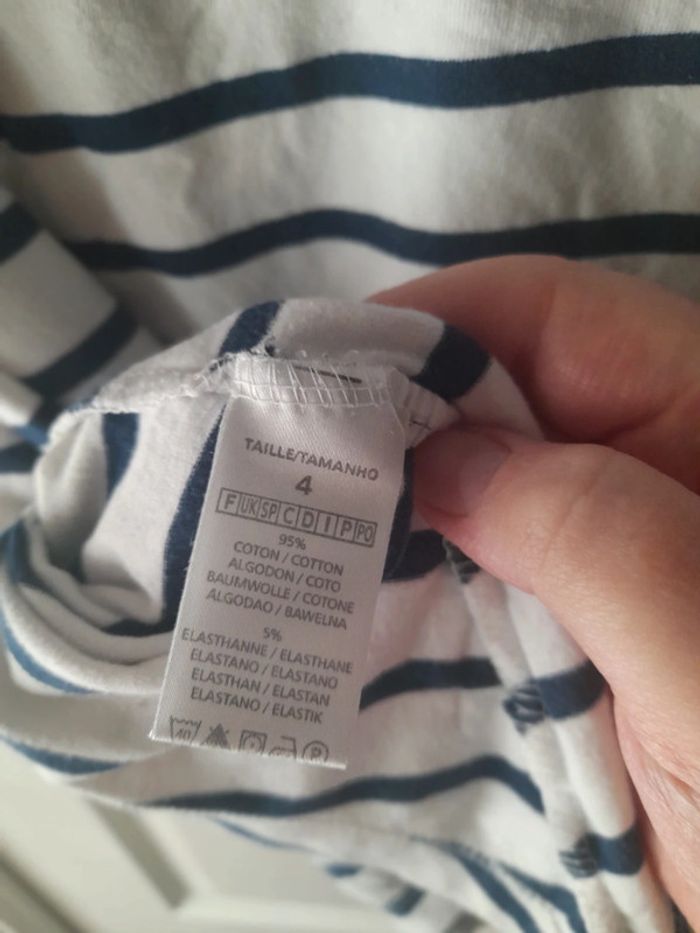 TAILLE/TAMANHO
4
F UK SP C D I P PO
95%
COTON / COTTON
ALGODON / COTO
BAUMWOLLE / COTONE
ALGODAO / BAWELNA
5%
ELASTHANNE / ELASTHANE
ELASTANO / ELASTANO
ELASTHAN / ELASTAN
ELASTANO / ELASTIK
40 P